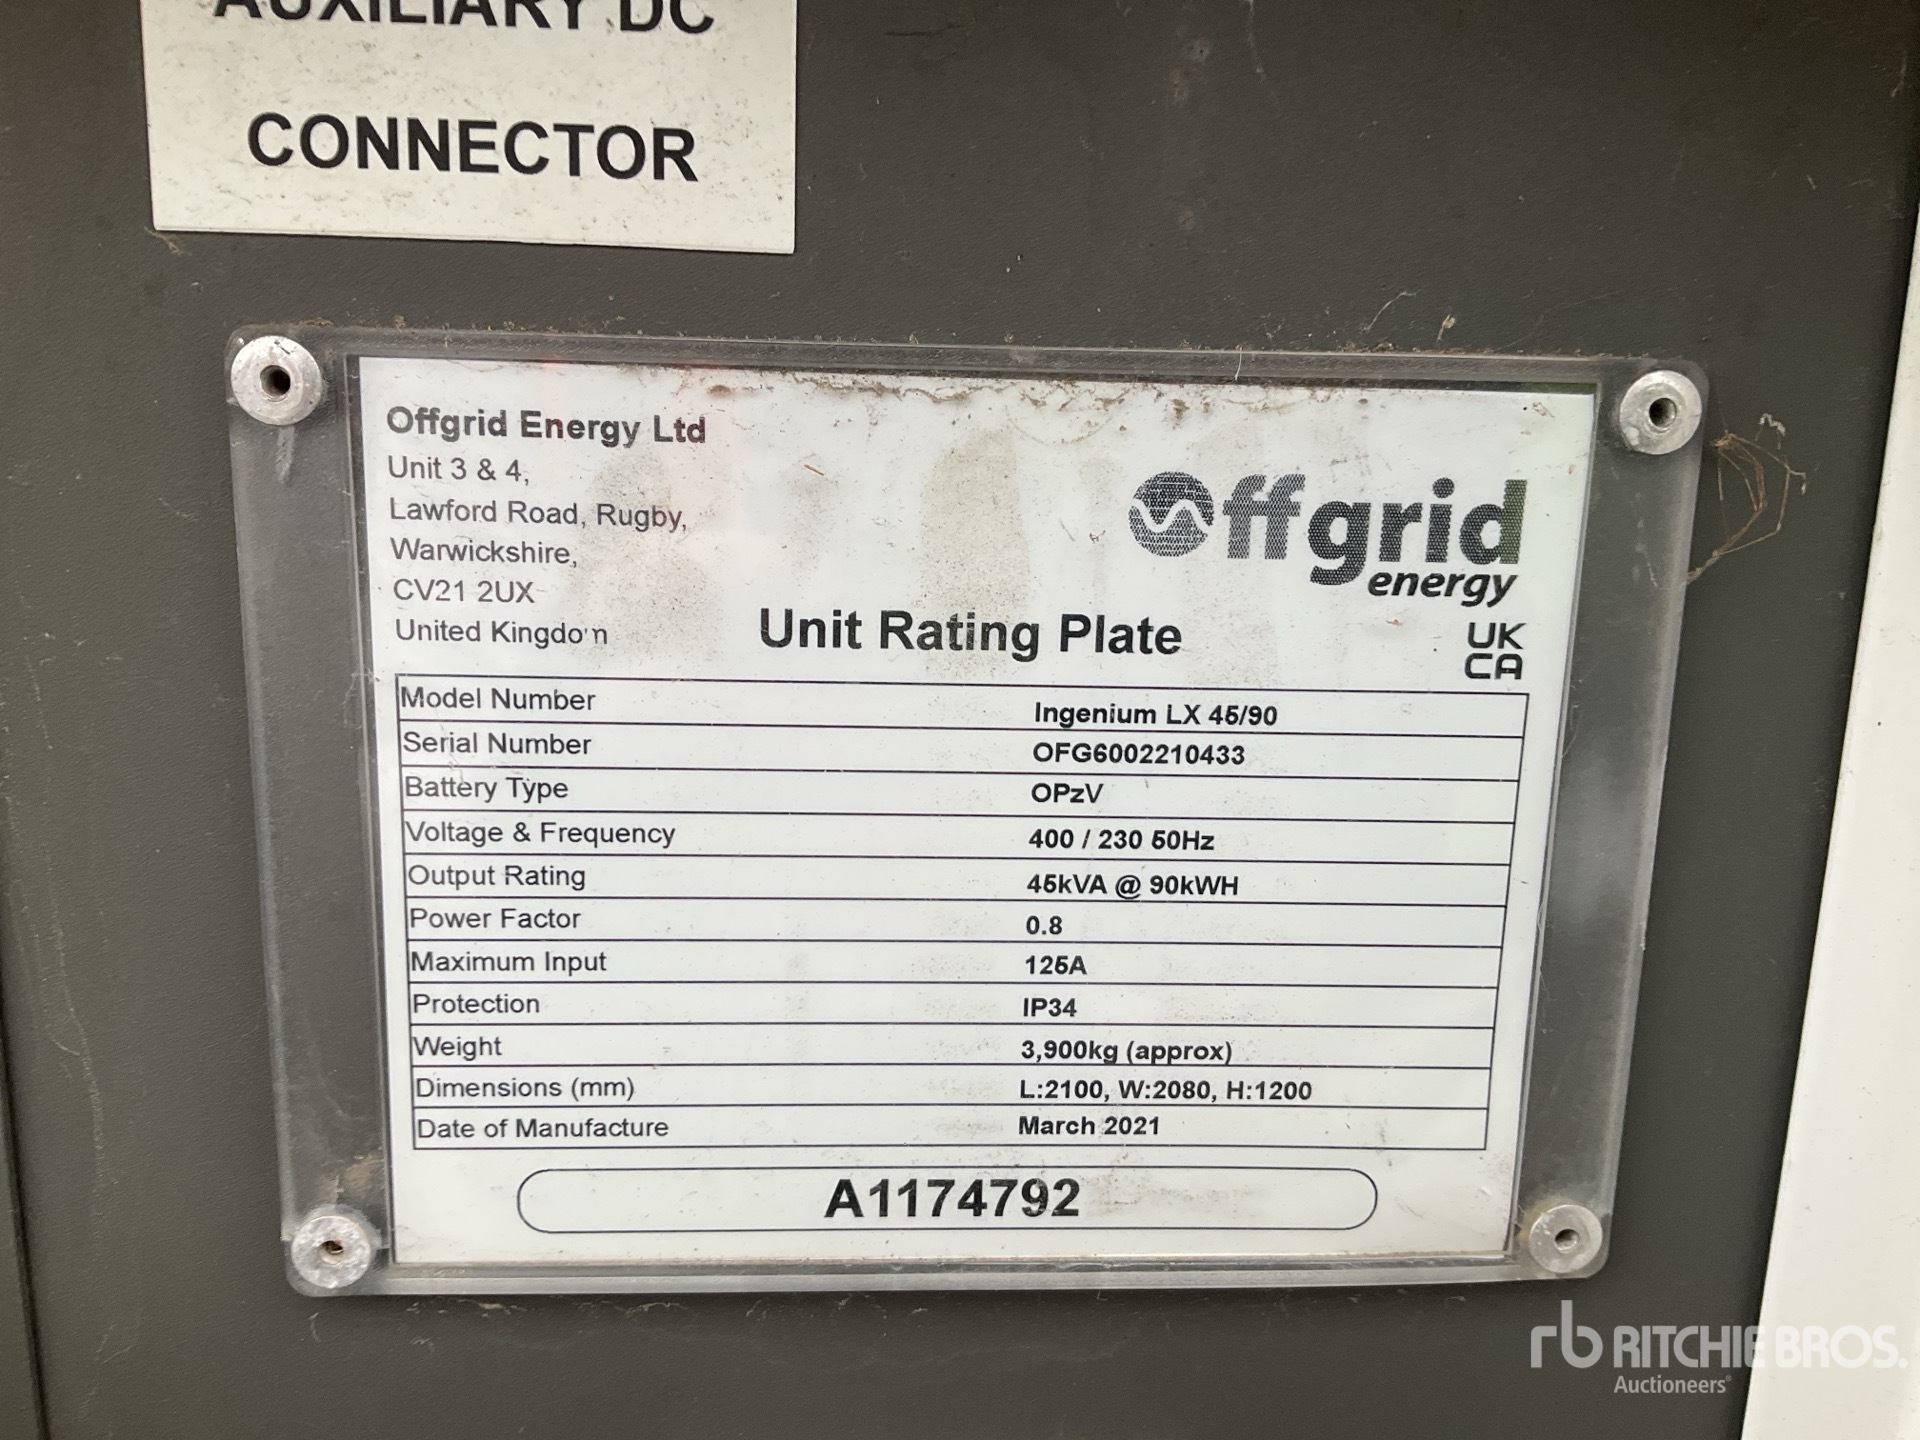 AUXILIARY DC
CONNECTOR
Offgrid Energy Ltd
Unit 3 & 4,
Lawford Road, Rugby,
Warwickshire,
CV21 2UX
United Kingdom
Offgrid
energy
Unit Rating Plate
UK
CA
Model Number Ingenium LX 45/90
Serial Number OFG6002210433
Battery Type OPzV
Voltage & Frequency 400 / 230 50Hz
Output Rating 45kVA @ 90kWH
Power Factor 0.8
Maximum Input 125A
Protection IP34
Weight 3,900kg (approx)
Dimensions (mm) L:2100, W:2080, H:1200
Date of Manufacture March 2021
A1174792
rb RITCHIE BROS.
Auctioneers®